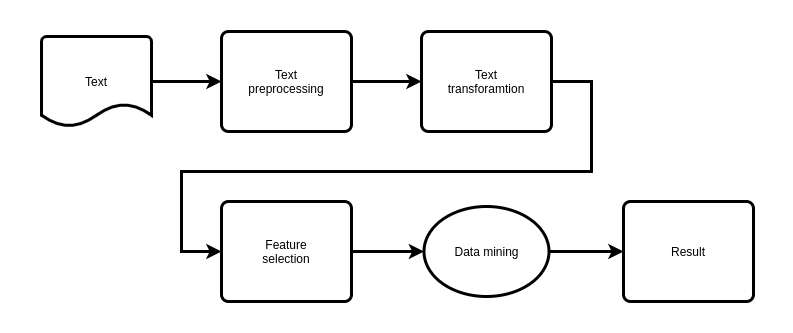 Text
Text
preprocessing
Text
transforamtion
Feature
selection
Data mining
Result